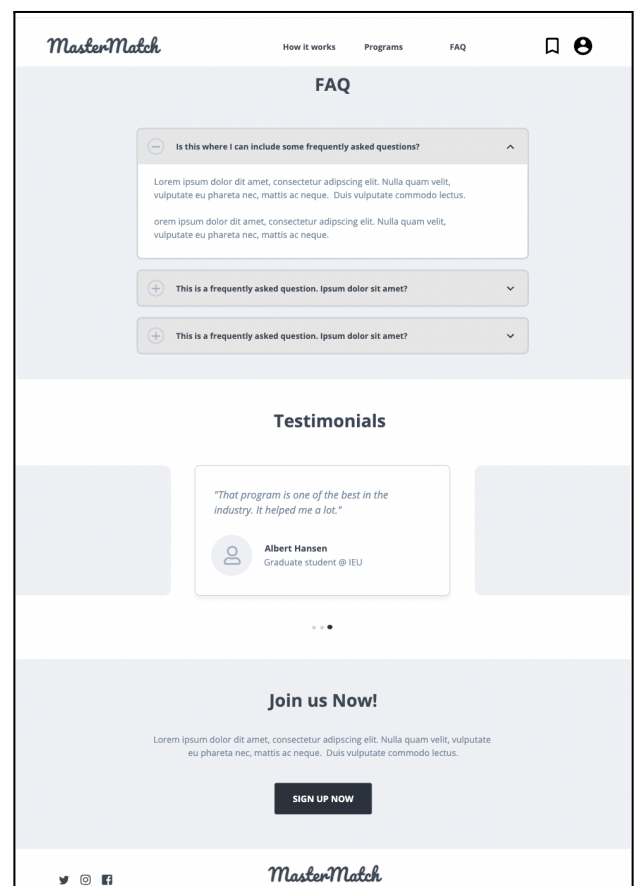 MasterMatch
How it works Programs FAQ
FAQ
Is this where I can include some frequently asked questions?
Lorem ipsum dolor dit amet, consectetur adipscing elit. Nulla quam velit,
vulputate eu phareta nec, mattis ac neque. Duis vulputate commodo lectus.
orem ipsum dolor dit amet, consectetur adipscing elit. Nulla quam velit,
vulputate eu phareta nec, mattis ac neque.
This is a frequently asked question. Ipsum dolor sit amet?
This is a frequently asked question. Ipsum dolor sit amet?
Testimonials
"That program is one of the best in the
industry. It helped me a lot."
Albert Hansen
Graduate student @ IEU
Join us Now!
Lorem ipsum dolor dit amet, consectetur adipscing elit. Nulla quam velit, vulputate
eu phareta nec, mattis ac neque. Duis vulputate commodo lectus.
SIGN UP NOW
MasterMatch